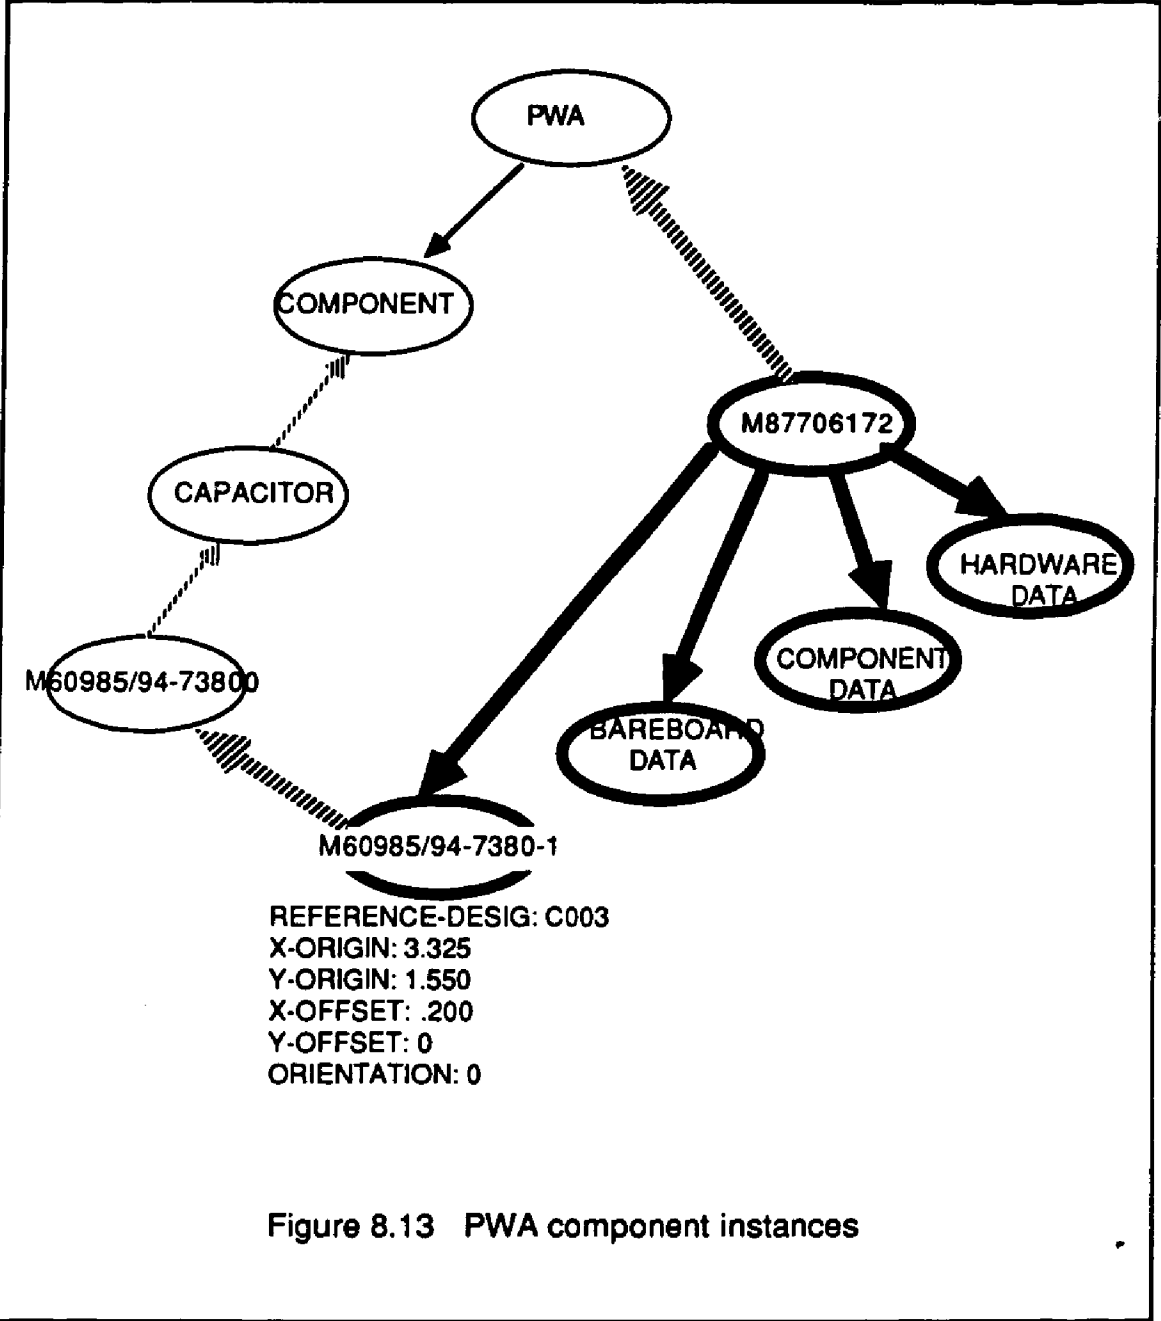 PWA
COMPONENT
M87706172
CAPACITOR
HARDWARE
DATA
COMPONENT
DATA
M60985/94-73800
BAREBOARD
DATA
M60985/94-7380-1
REFERENCE-DESIG: C003
X-ORIGIN: 3.325
Y-ORIGIN: 1.550
X-OFFSET: .200
Y-OFFSET: 0
ORIENTATION: 0
Figure 8.13 PWA component instances